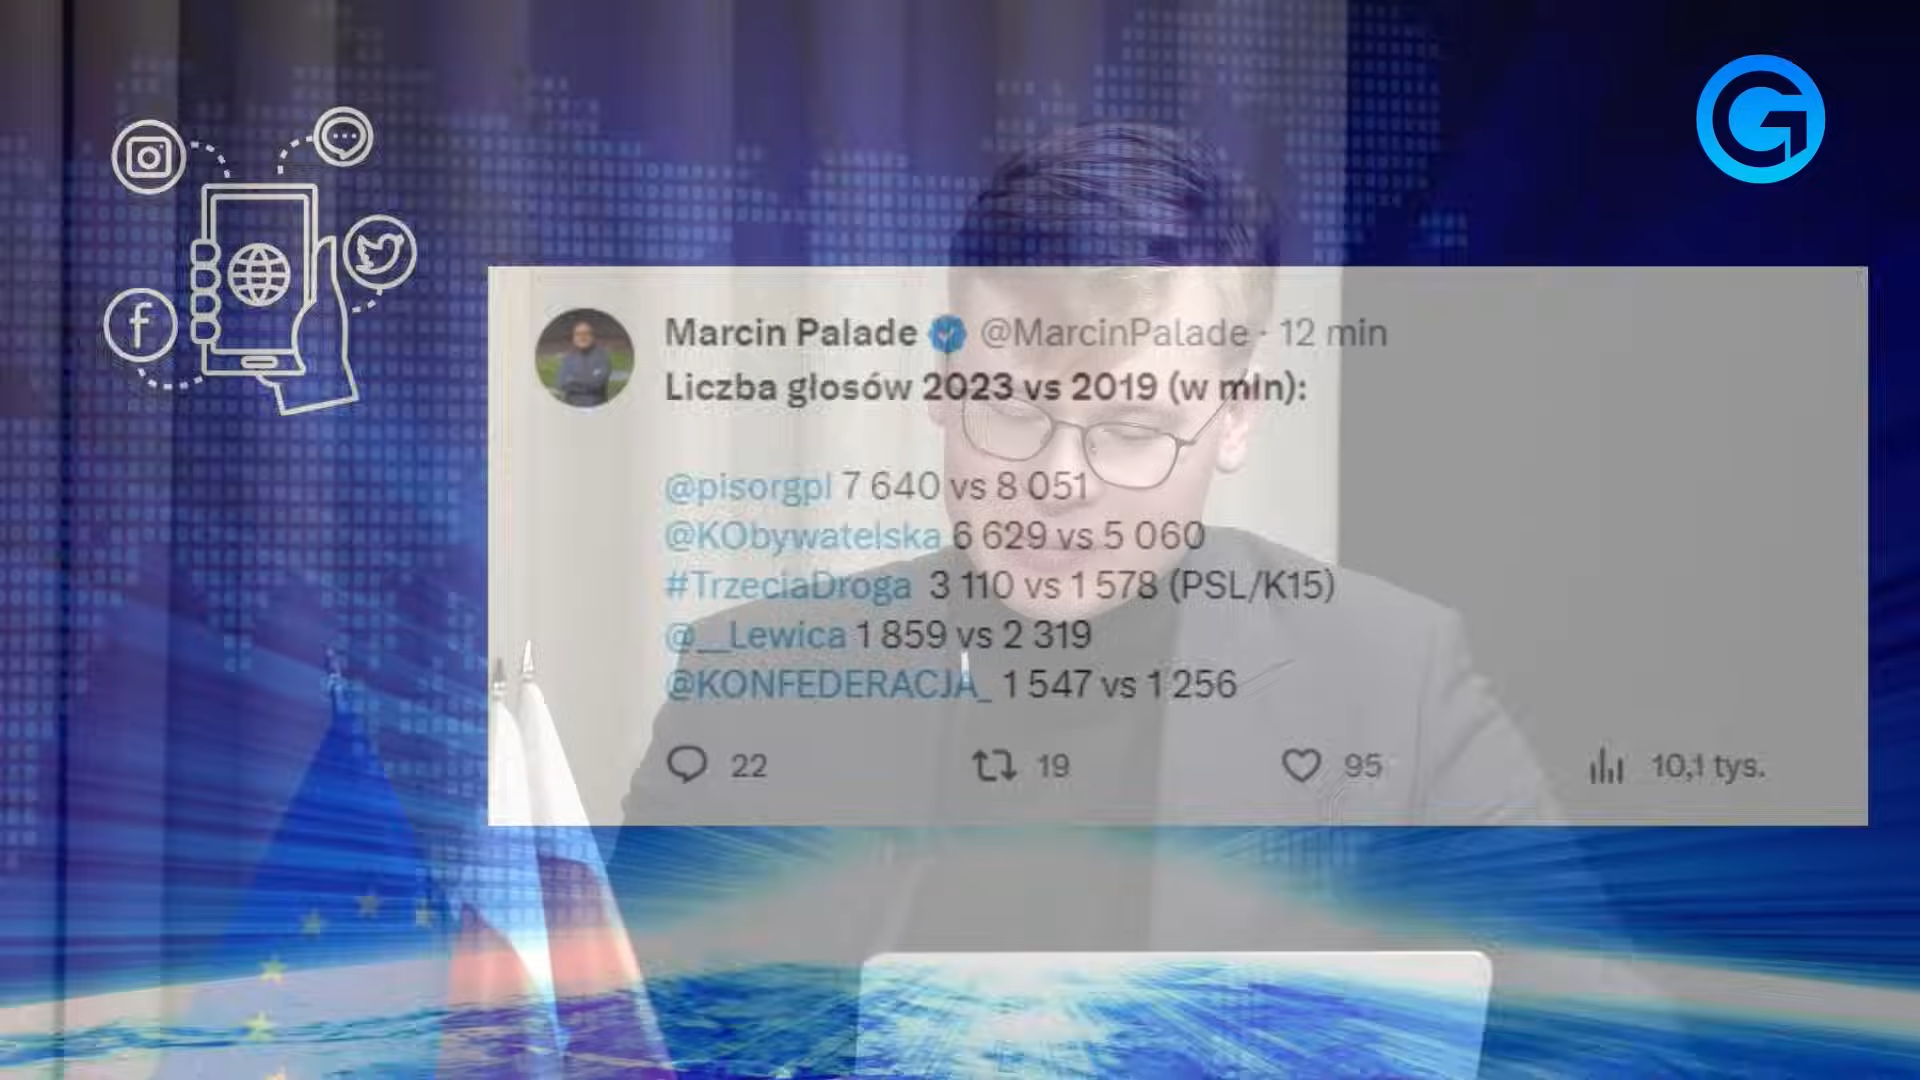 Marcin Palade @MarcinPalade · 12 min
Liczba głosów 2023 vs 2019 (w mln):
@pisorgpl 7 640 vs 8 051
@KObywatelska 6 629 vs 5 060
#TrzeciaDroga 3 110 vs 1 578 (PSL/K15)
@__Lewica 1 859 vs 2 319
@KONFEDERACJA_ 1 547 vs 1 256
22 19 95 10,1 tys.